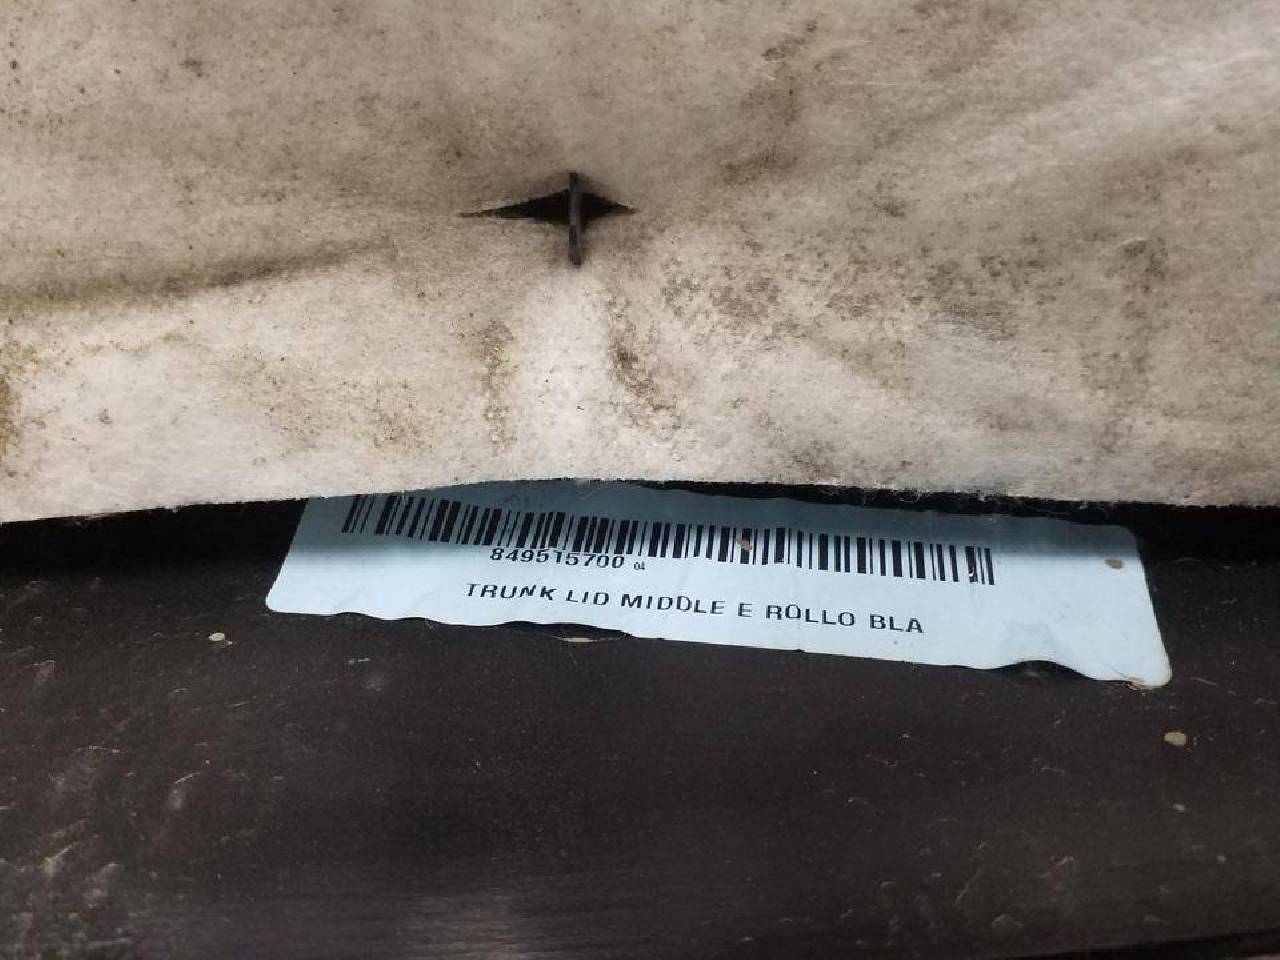 849515700 04
TRUNK LID MIDDLE E ROLLO BLA